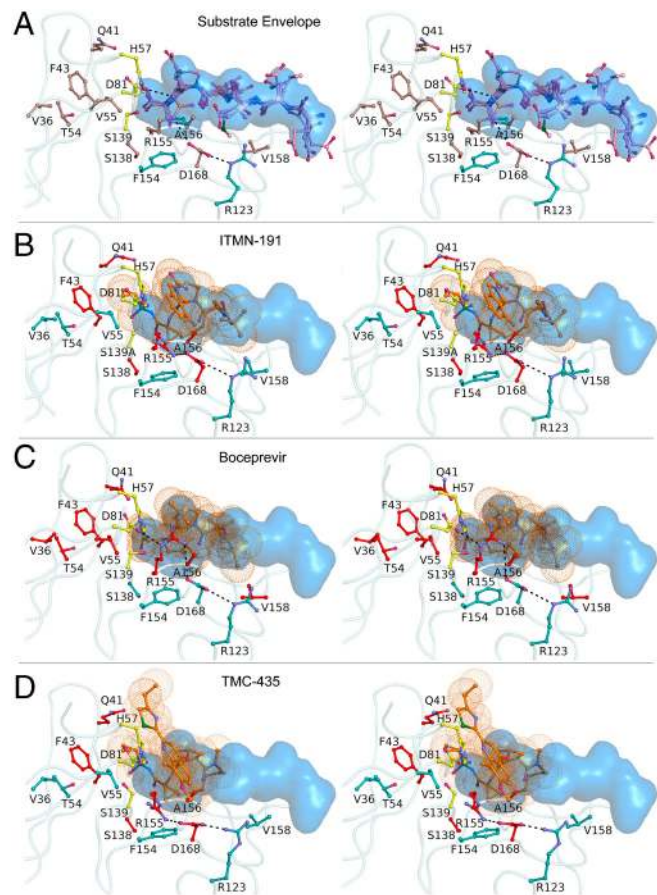 A
Substrate Envelope
Q41
H57
F43
D81
V36
T54
V55
S139
R155
A156
S138
F154
D168
V158
R123
Q41
H57
F43
D81
V36
T54
V55
S139
R155
A156
S138
F154
D168
V158
R123
B
ITMN-191
Q41
H57
F43
D81
V36
T54
V55
S139A
R155
A156
S138
F154
D168
V158
R123
Q41
H57
F43
D81
V36
T54
V55
S139A
R155
A156
S138
F154
D168
V158
R123
C
Boceprevir
Q41
H57
F43
D81
V36
T54
V55
S139
R155
A156
S138
F154
D168
V158
R123
Q41
H57
F43
D81
V36
T54
V55
S139
R155
A156
S138
F154
D168
V158
R123
D
TMC-435
Q41
H57
F43
D81
V36
T54
V55
S139
R155
A156
S138
F154
D168
V158
R123
Q41
H57
F43
D81
V36
T54
V55
S139
R155
A156
S138
F154
D168
V158
R123